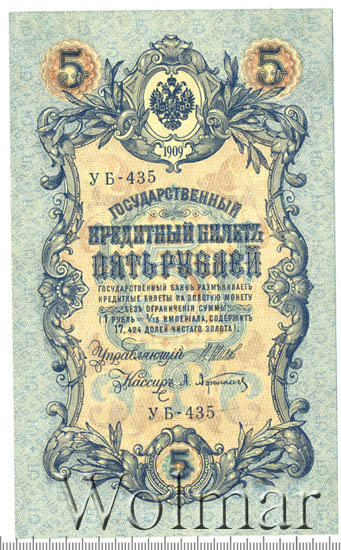 5 5
1909
УБ-435
ГОСУДАРСТВЕННЫЙ
КРЕДИТНЫЙ БИЛЕТЪ
ПЯТЬ РУБЛЕЙ
ГОСУДАРСТВЕННЫЙ БАНКЪ РАЗМѢНИВАЕТЪ
КРЕДИТНЫЕ БИЛЕТЫ НА ЗОЛОТУЮ МОНЕТУ
БЕЗЪ ОГРАНИЧЕНІЯ СУММЫ
(1 РУБЛЬ = 1/15 ИМПЕРІАЛА, СОДЕРЖИТЪ
17,424 ДОЛЕЙ ЧИСТАГО ЗОЛОТА)
Управляющій
Кассиръ
УБ-435
5
Wolmar